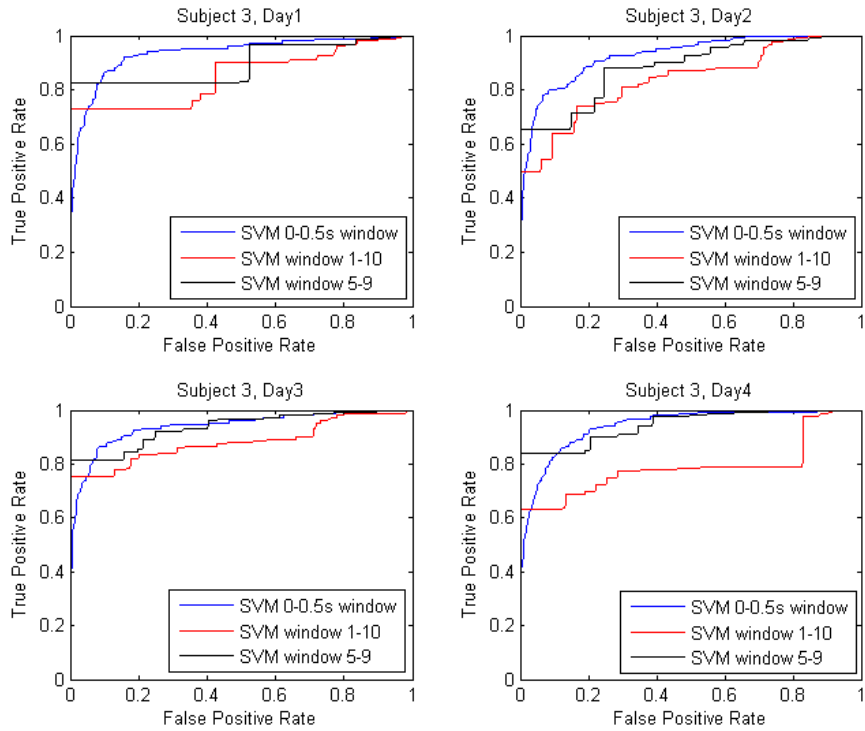 Subject 3, Day1
1
0.8
0.6
0.4
0.2
0
True Positive Rate
SVM 0-0.5s window
SVM window 1-10
SVM window 5-9
0 0.2 0.4 0.6 0.8 1
False Positive Rate
Subject 3, Day2
1
0.8
0.6
0.4
0.2
0
True Positive Rate
SVM 0-0.5s window
SVM window 1-10
SVM window 5-9
0 0.2 0.4 0.6 0.8 1
False Positive Rate
Subject 3, Day3
1
0.8
0.6
0.4
0.2
0
True Positive Rate
SVM 0-0.5s window
SVM window 1-10
SVM window 5-9
0 0.2 0.4 0.6 0.8 1
False Positive Rate
Subject 3, Day4
1
0.8
0.6
0.4
0.2
0
True Positive Rate
SVM 0-0.5s window
SVM window 1-10
SVM window 5-9
0 0.2 0.4 0.6 0.8 1
False Positive Rate